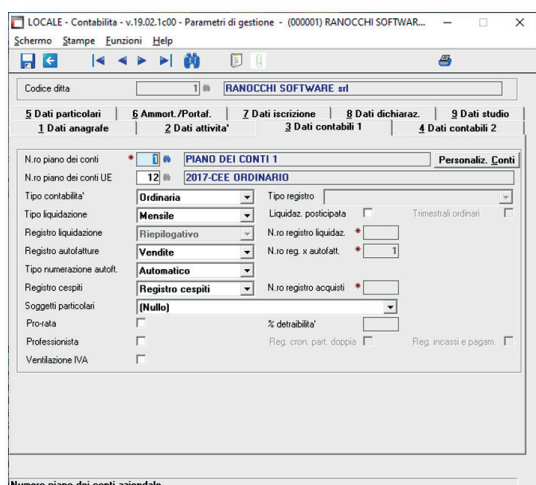 LOCALE - Contabilita - v.19.02.1c00 - Parametri di gestione - (000001) RANOCCHI SOFTWAR...
Schermo Stampe Funzioni Help
Codice ditta 1 RANOCCHI SOFTWARE srl
5 Dati particolari 6 Ammort./Portaf. 7 Dati iscrizione 8 Dati dichiaraz. 9 Dati studio
1 Dati anagrafe 2 Dati attivita' 3 Dati contabili 1 4 Dati contabili 2
N.ro piano dei conti * 1 PIANO DEI CONTI 1 Personaliz. Conti
N.ro piano dei conti UE 12 2017-CEE ORDINARIO
Tipo contabilita' Ordinaria Tipo registro
Tipo liquidazione Mensile Liquidaz. posticipata Trimestrali ordinari
Registro liquidazione Riepilogativo N.ro registro liquidaz. *
Registro autofatture Vendite N.ro reg. x autofatt. * 1
Tipo numerazione autoft. Automatico
Registro cespiti Registro cespiti N.ro registro acquisti *
Soggetti particolari (Nullo)
Pro-rata % detraibilita'
Professionista Reg. cron. part. doppia Reg. incassi e pagam.
Ventilazione IVA
Numero piano dei conti aziendale